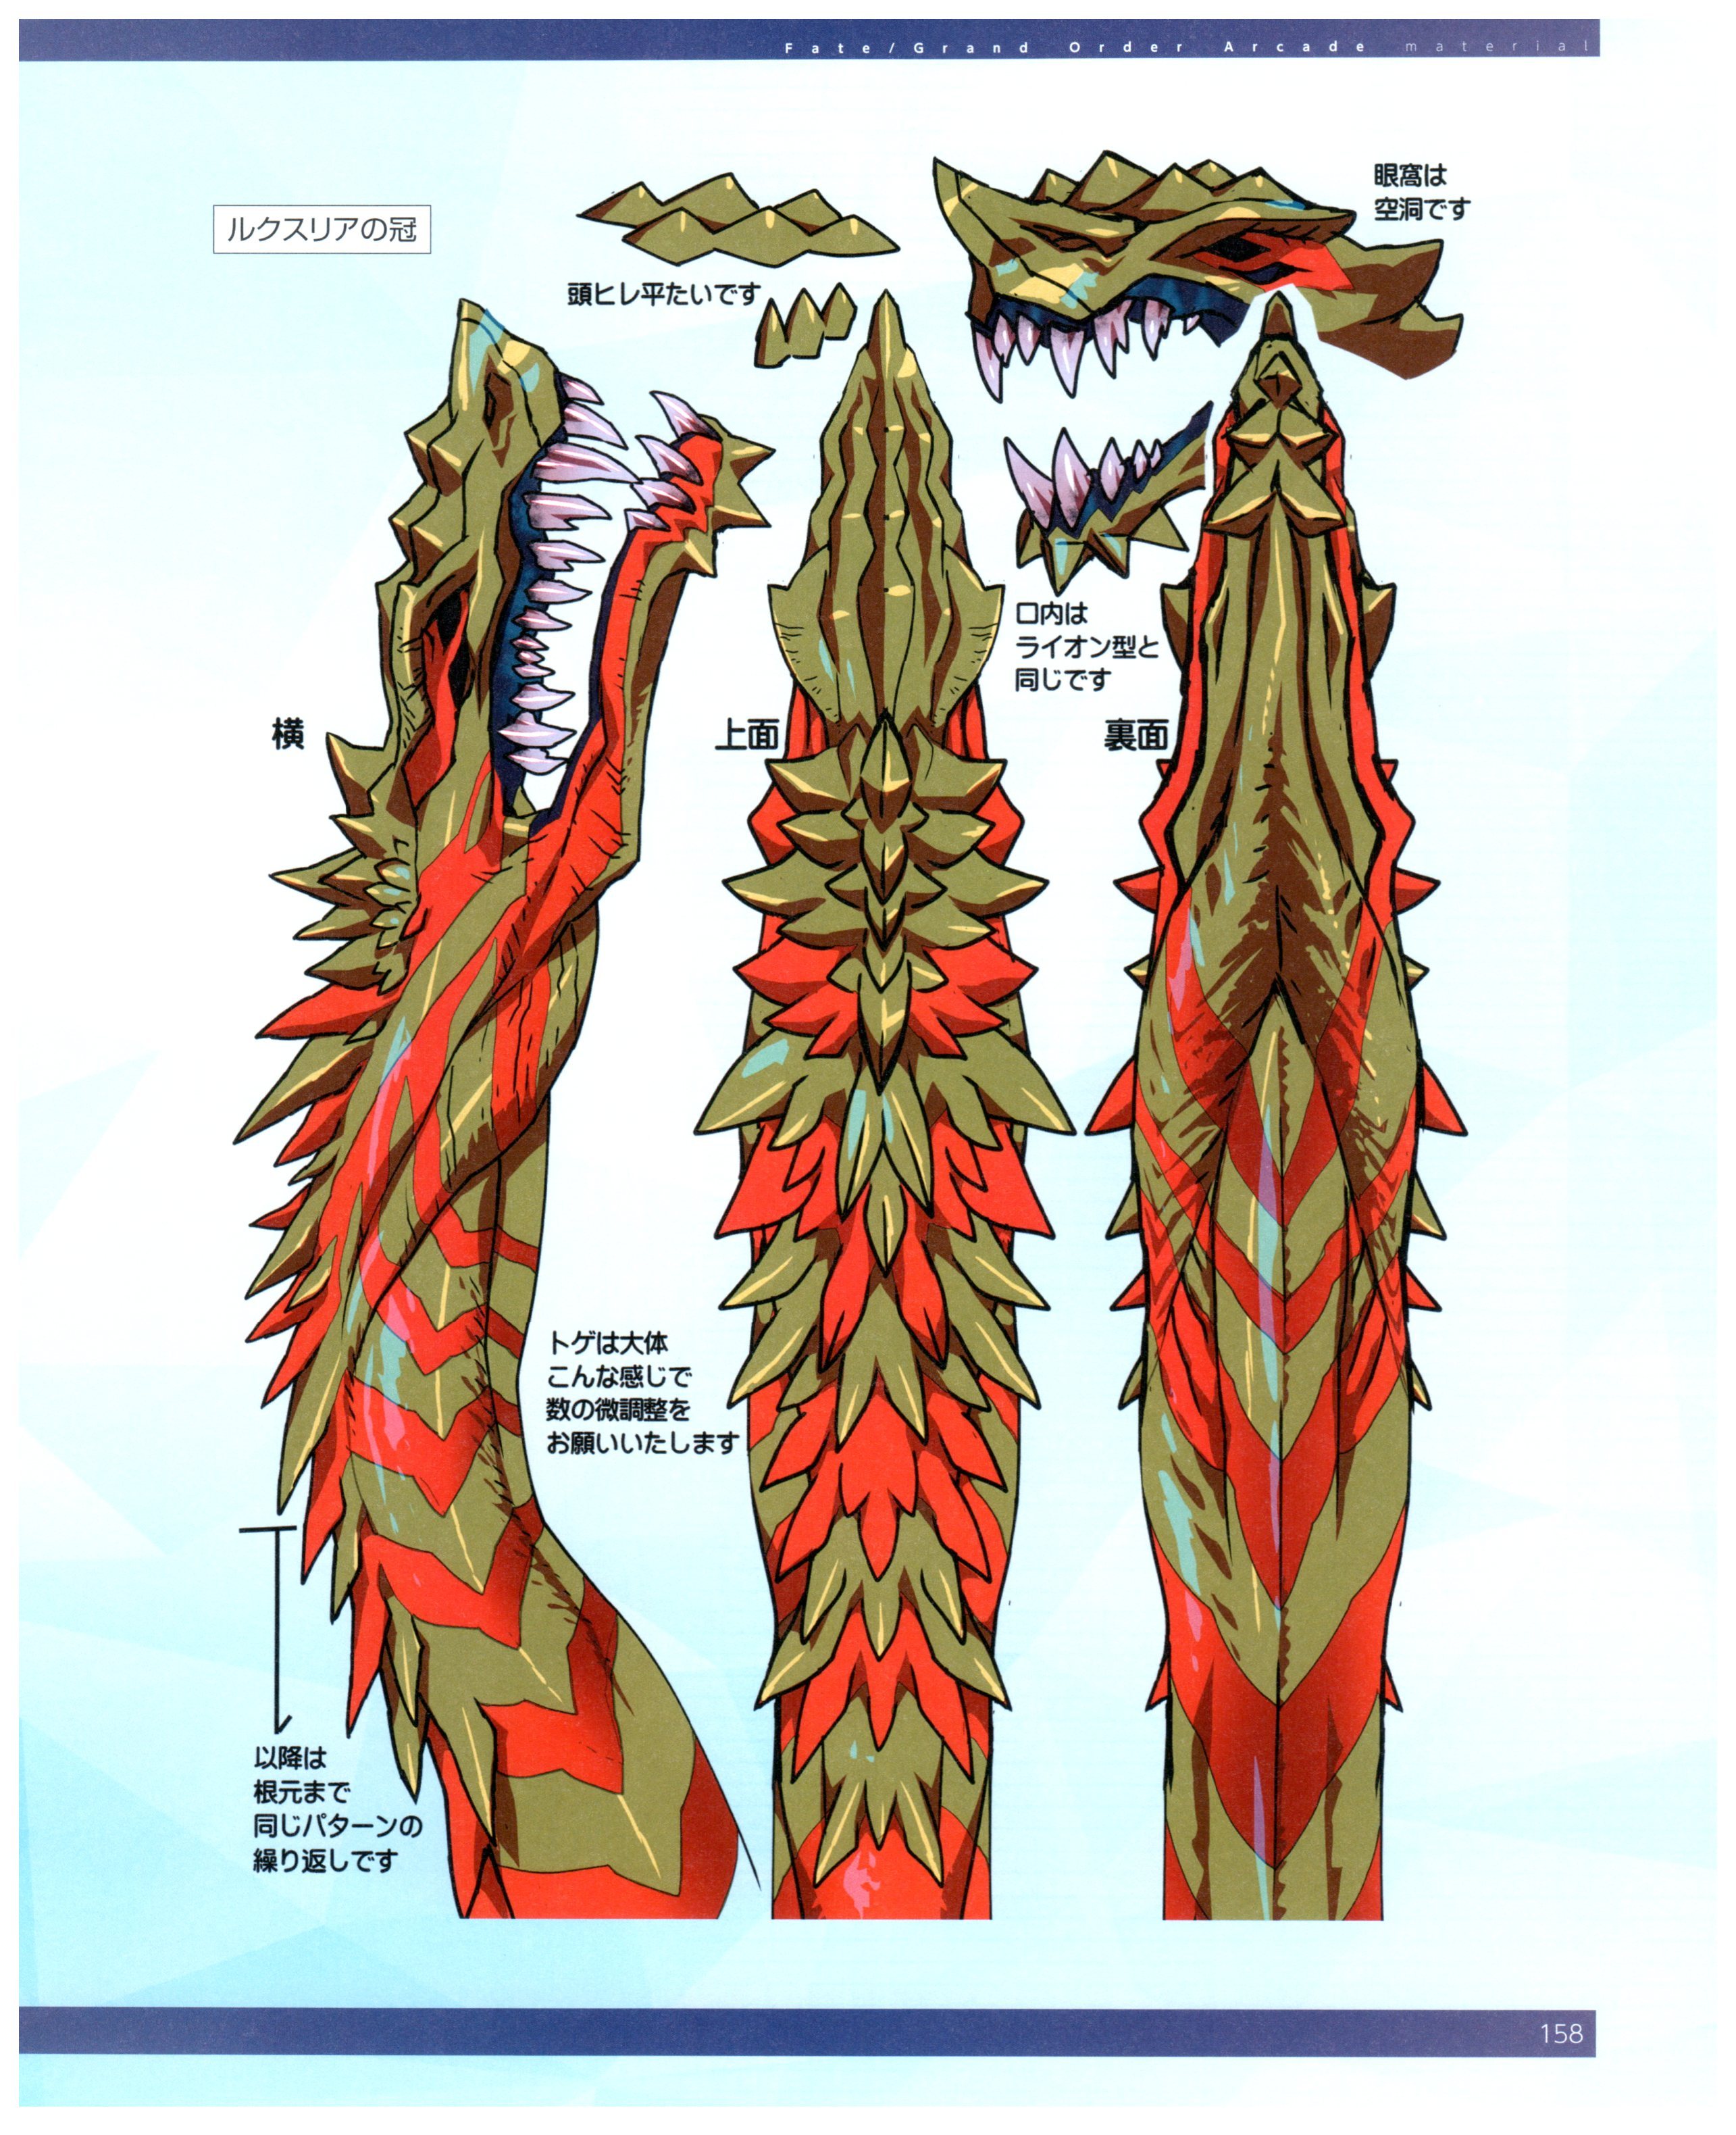 Fate/Grand Order Arcade material
ルクスリアの冠
眼窩は
空洞です
頭ヒレ平たいです
口内は
ライオン型と
同じです
横
上面
裏面
トゲは大体
こんな感じで
数の微調整を
お願いいたします
以降は
根元まで
同じパターンの
繰り返しです
158